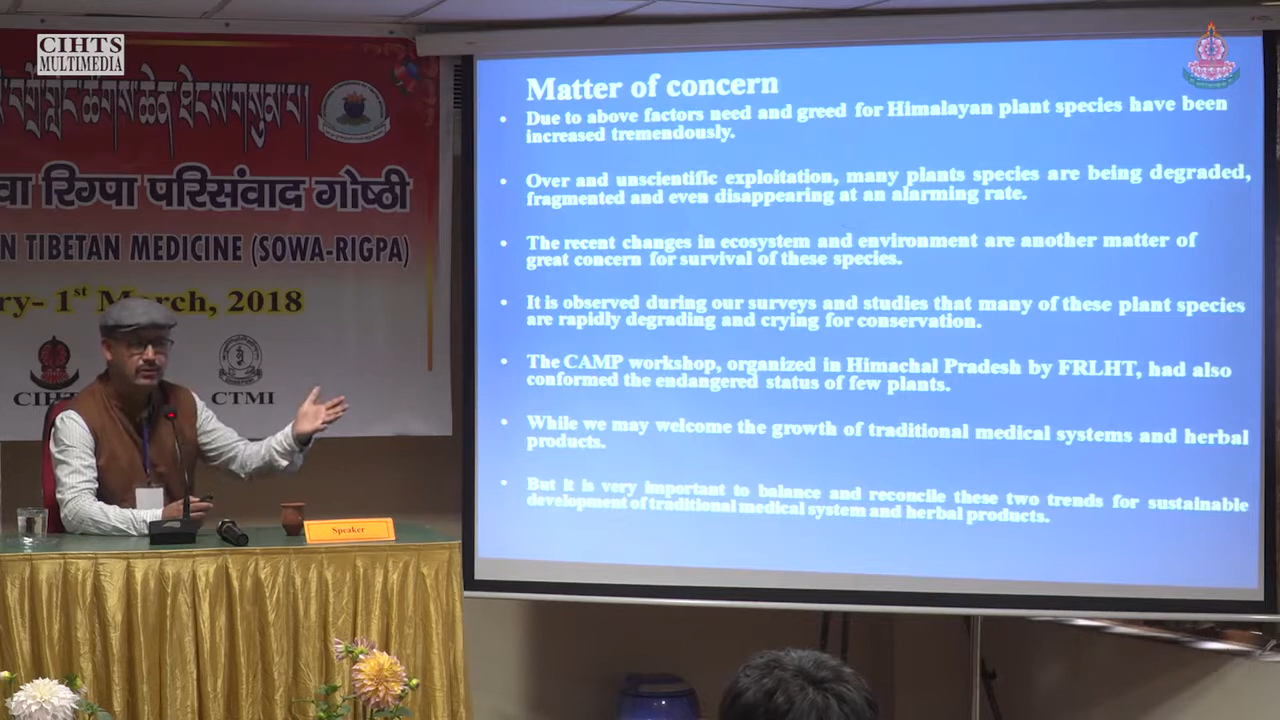 CIHTS
MULTIMEDIA
रिग्पा परिसंवाद गोष्ठी
TIBETAN MEDICINE (SOWA-RIGPA)
1st March, 2018
CTMI
Speaker
Matter of concern
• Due to above factors need and greed for Himalayan plant species have been
increased tremendously.
• Over and unscientific exploitation, many plants species are being degraded,
fragmented and even disappearing at an alarming rate.
• The recent changes in ecosystem and environment are another matter of
great concern for survival of these species.
• It is observed during our surveys and studies that many of these plant species
are rapidly degrading and crying for conservation.
• The CAMP workshop, organized in Himachal Pradesh by FRLHT, had also
conformed the endangered status of few plants.
• While we may welcome the growth of traditional medical systems and herbal
products.
• But it is very important to balance and reconcile these two trends for sustainable
development of traditional medical system and herbal products.